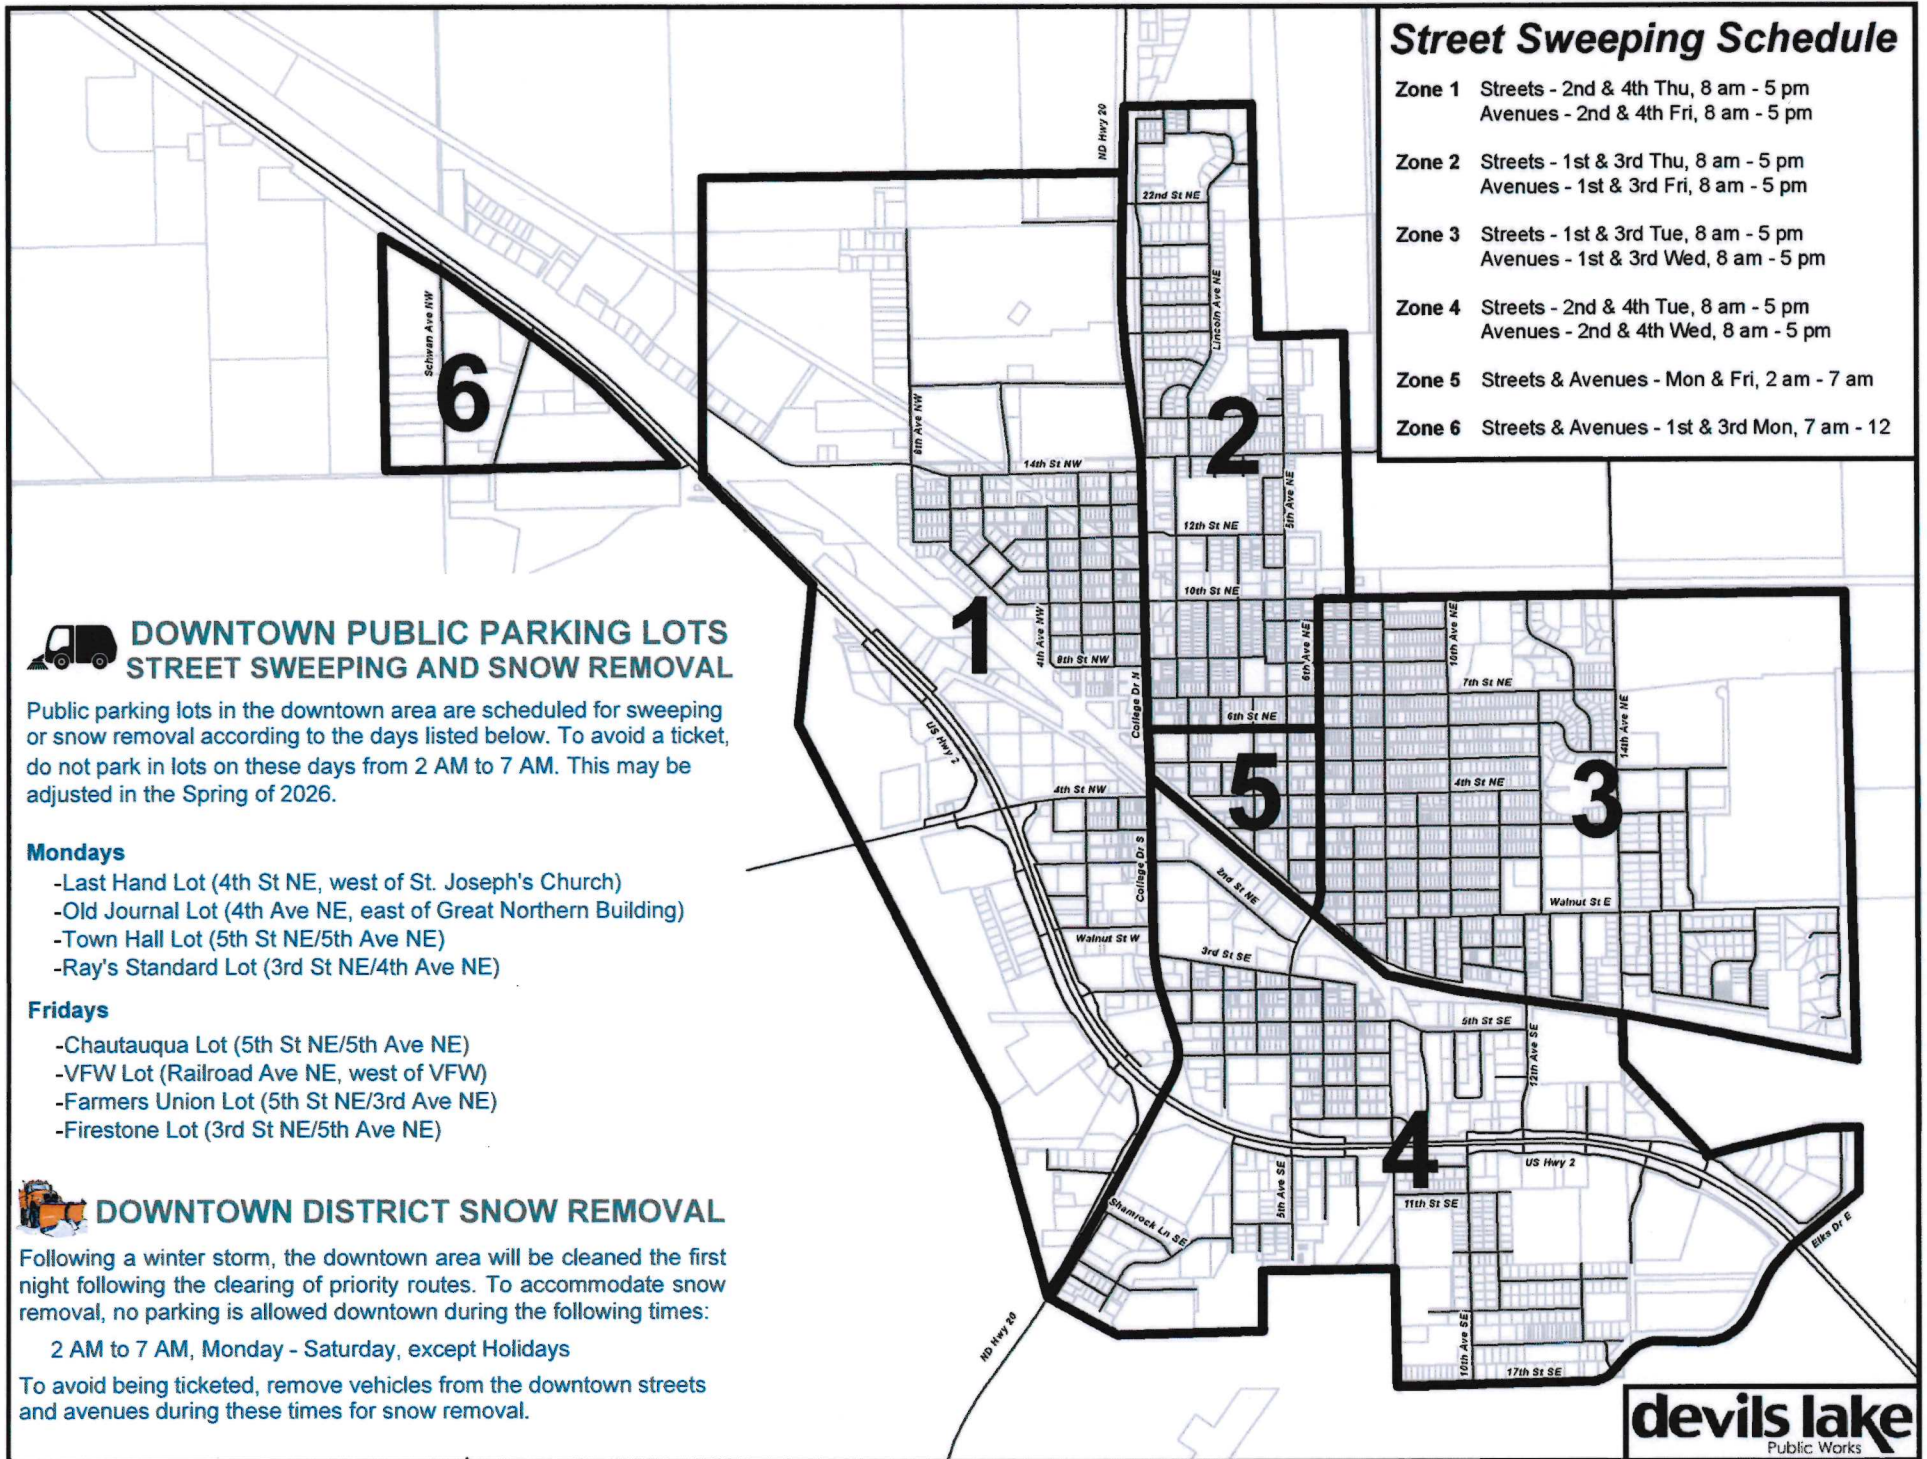 Street Sweeping Schedule
Zone 1 Streets - 2nd & 4th Thu, 8 am - 5 pm
Avenues - 2nd & 4th Fri, 8 am - 5 pm
Zone 2 Streets - 1st & 3rd Thu, 8 am - 5 pm
Avenues - 1st & 3rd Fri, 8 am - 5 pm
Zone 3 Streets - 1st & 3rd Tue, 8 am - 5 pm
Avenues - 1st & 3rd Wed, 8 am - 5 pm
Zone 4 Streets - 2nd & 4th Tue, 8 am - 5 pm
Avenues - 2nd & 4th Wed, 8 am - 5 pm
Zone 5 Streets & Avenues - Mon & Fri, 2 am - 7 am
Zone 6 Streets & Avenues - 1st & 3rd Mon, 7 am - 12
ND Hwy 20
22nd St NE
Lincoln Ave NE
Schwan Ave NW
6
8th Ave NW
2
14th St NW
5th Ave NE
12th St NE
10th St NE
1
4th Ave NW
8th St NW
6th Ave NE
10th Ave NE
7th St NE
College Dr N
6th St NE
14th Ave NE
US Hwy 2
5
4th St NE
3
4th St NW
College Dr S
2nd St NE
Walnut St E
Walnut St W
3rd St SE
5th St SE
12th Ave SE
4
US Hwy 2
5th Ave SE
11th St SE
Shamrock Ln SE
Elks Dr E
ND Hwy 20
10th Ave SE
17th St SE
DOWNTOWN PUBLIC PARKING LOTS
STREET SWEEPING AND SNOW REMOVAL
Public parking lots in the downtown area are scheduled for sweeping
or snow removal according to the days listed below. To avoid a ticket,
do not park in lots on these days from 2 AM to 7 AM. This may be
adjusted in the Spring of 2026.
Mondays
-Last Hand Lot (4th St NE, west of St. Joseph's Church)
-Old Journal Lot (4th Ave NE, east of Great Northern Building)
-Town Hall Lot (5th St NE/5th Ave NE)
-Ray's Standard Lot (3rd St NE/4th Ave NE)
Fridays
-Chautauqua Lot (5th St NE/5th Ave NE)
-VFW Lot (Railroad Ave NE, west of VFW)
-Farmers Union Lot (5th St NE/3rd Ave NE)
-Firestone Lot (3rd St NE/5th Ave NE)
DOWNTOWN DISTRICT SNOW REMOVAL
Following a winter storm, the downtown area will be cleaned the first
night following the clearing of priority routes. To accommodate snow
removal, no parking is allowed downtown during the following times:
2 AM to 7 AM, Monday - Saturday, except Holidays
To avoid being ticketed, remove vehicles from the downtown streets
and avenues during these times for snow removal.
devils lake
Public Works